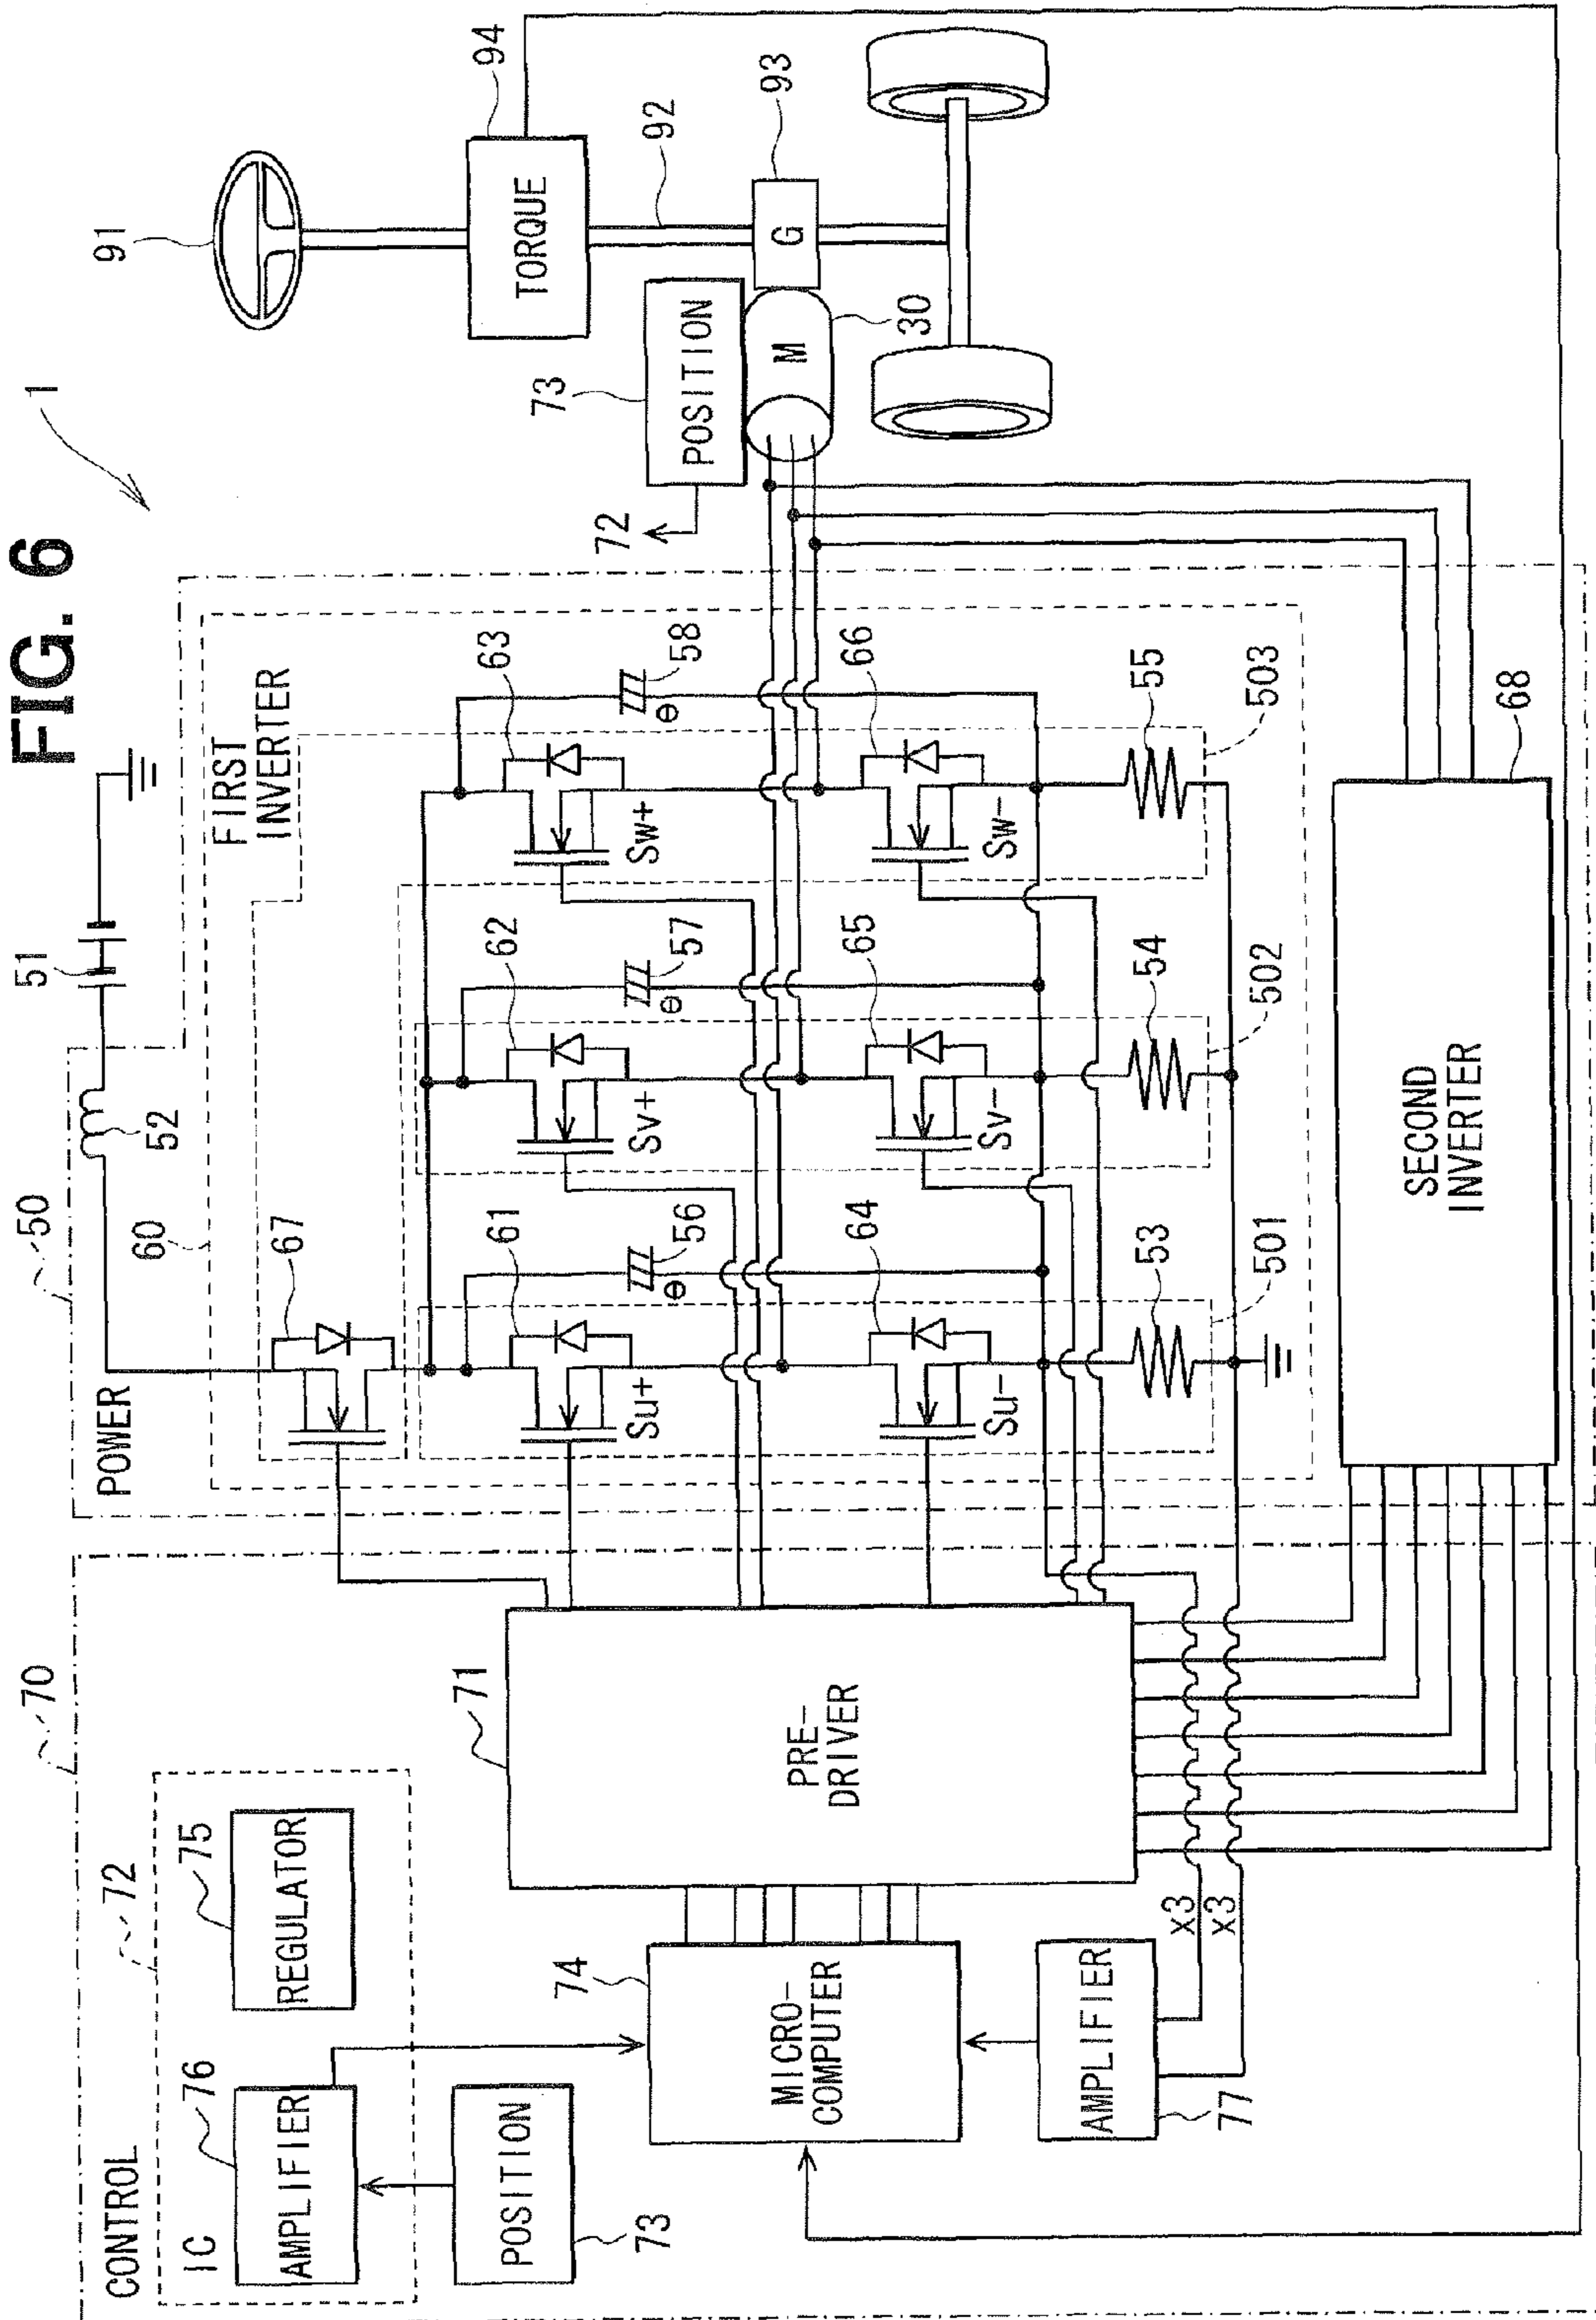 FIG. 6
1
91
94
TORQUE
92
93
G
73
POSITION
M
30
72
50
POWER
51
52
60
FIRST
INVERTER
67
61
62
63
Su+
Sv+
Sw+
56
57
58
⊖
⊖
⊖
64
65
66
Su-
Sv-
Sw-
53
54
55
501
502
503
SECOND
INVERTER
68
70
CONTROL
72
IC
76
AMPLIFIER
75
REGULATOR
POSITION
73
74
MICRO-
COMPUTER
71
PRE-
DRIVER
AMPLIFIER
77
x3
x3